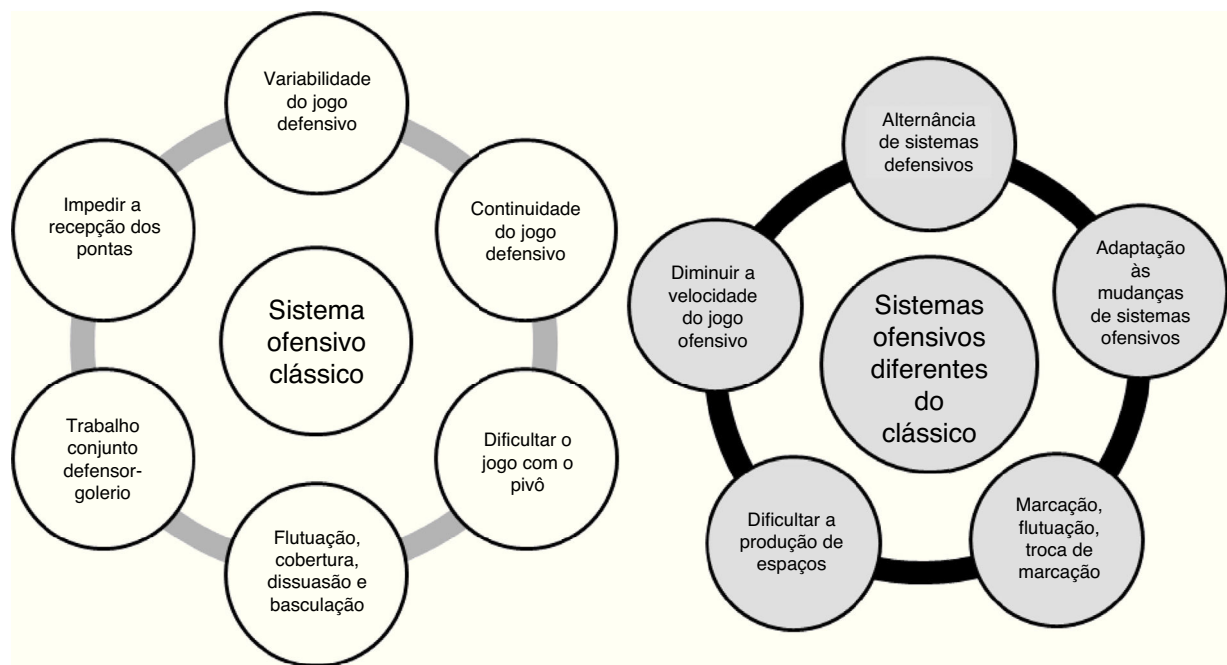 Variabilidade
do jogo
defensivo
Continuidade
do jogo
defensivo
Dificultar o
jogo com o
pivô
Flutuação,
cobertura,
dissuasão e
basculação
Trabalho
conjunto
defensor-
golerio
Impedir a
recepção dos
pontas
Sistema
ofensivo
clássico
Alternância
de sistemas
defensivos
Adaptação
às
mudanças
de sistemas
ofensivos
Marcação,
flutuação,
troca de
marcação
Dificultar a
produção de
espaços
Diminuir a
velocidade
do jogo
ofensivo
Sistemas
ofensivos
diferentes
do
clássico